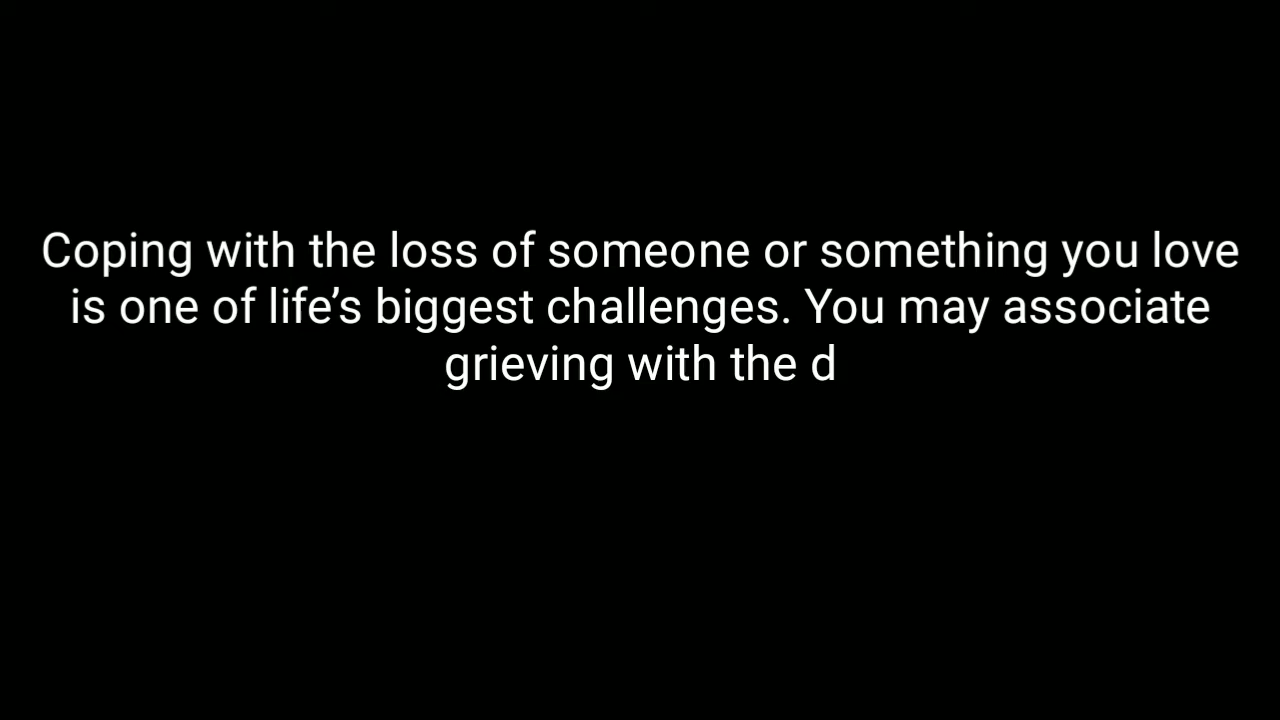 Coping with the loss of someone or something you love
is one of life’s biggest challenges. You may associate
grieving with the d